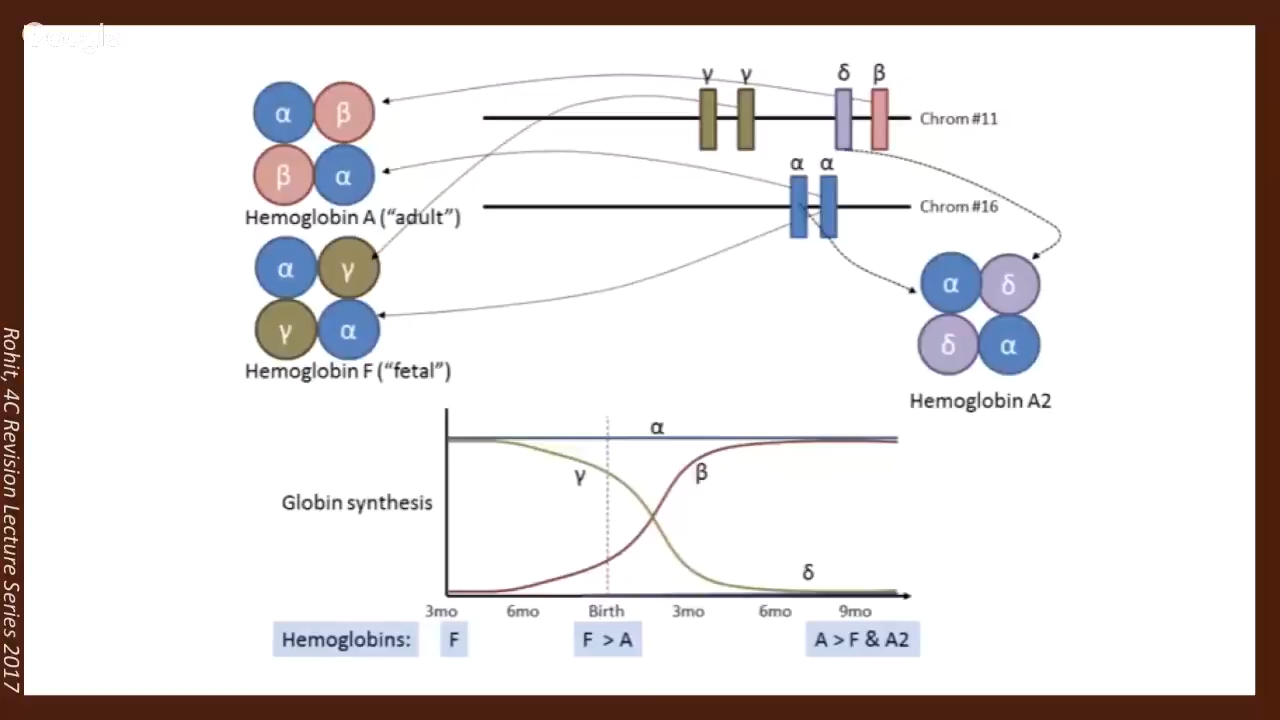 Google
γ γ δ β
α β
Chrom #11
β α
α α
Hemoglobin A ("adult")
Chrom #16
α γ
α δ
γ α
δ α
Hemoglobin F ("fetal")
Hemoglobin A2
α
γ
β
Globin synthesis
δ
3mo 6mo Birth 3mo 6mo 9mo
Hemoglobins: F F > A A > F & A2
Rohit, 4C Revision Lecture Series 2017